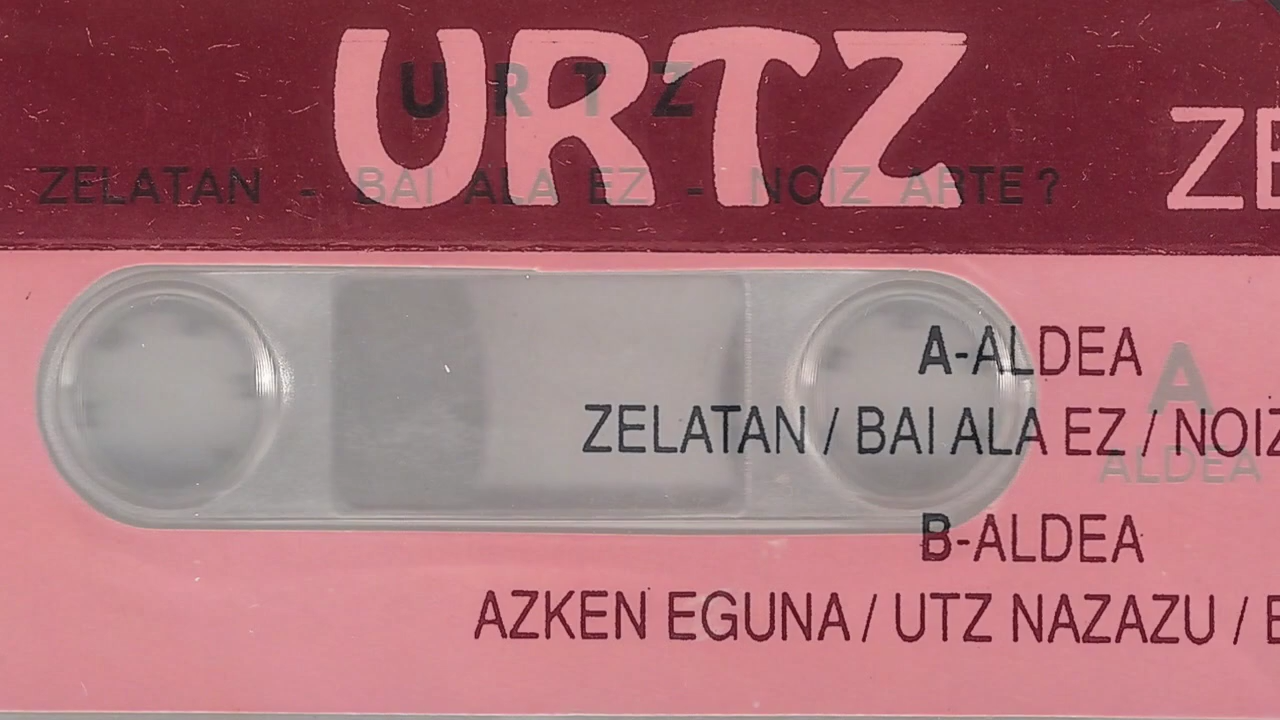 URTZ
URTZ
ZELATAN - BAI ALA EZ - NOIZ ARTE?
A-ALDEA
A
ZELATAN / BAI ALA EZ / NOIZ
ALDEA
B-ALDEA
AZKEN EGUNA / UTZ NAZAZU /